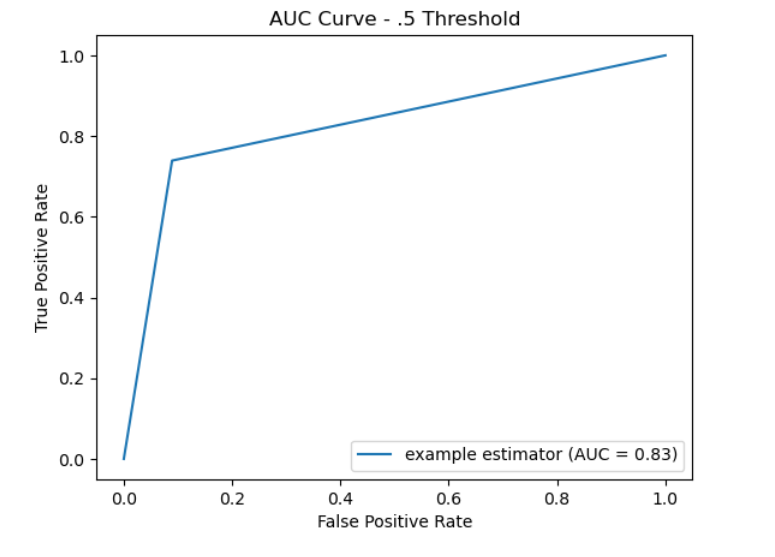 AUC Curve - .5 Threshold
1.0
0.8
0.6
0.4
0.2
0.0
True Positive Rate
example estimator (AUC = 0.83)
0.0 0.2 0.4 0.6 0.8 1.0
False Positive Rate